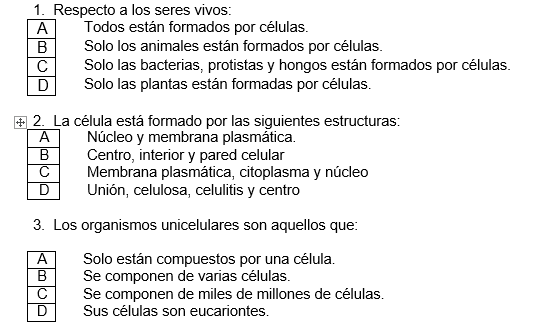 1. Respecto a los seres vivos:
A Todos están formados por células.
B Solo los animales están formados por células.
C Solo las bacterias, protistas y hongos están formados por células.
D Solo las plantas están formadas por células.
2. La célula está formado por las siguientes estructuras:
A Núcleo y membrana plasmática.
B Centro, interior y pared celular
C Membrana plasmática, citoplasma y núcleo
D Unión, celulosa, celulitis y centro
3. Los organismos unicelulares son aquellos que:
A Solo están compuestos por una célula.
B Se componen de varias células.
C Se componen de miles de millones de células.
D Sus células son eucariontes.